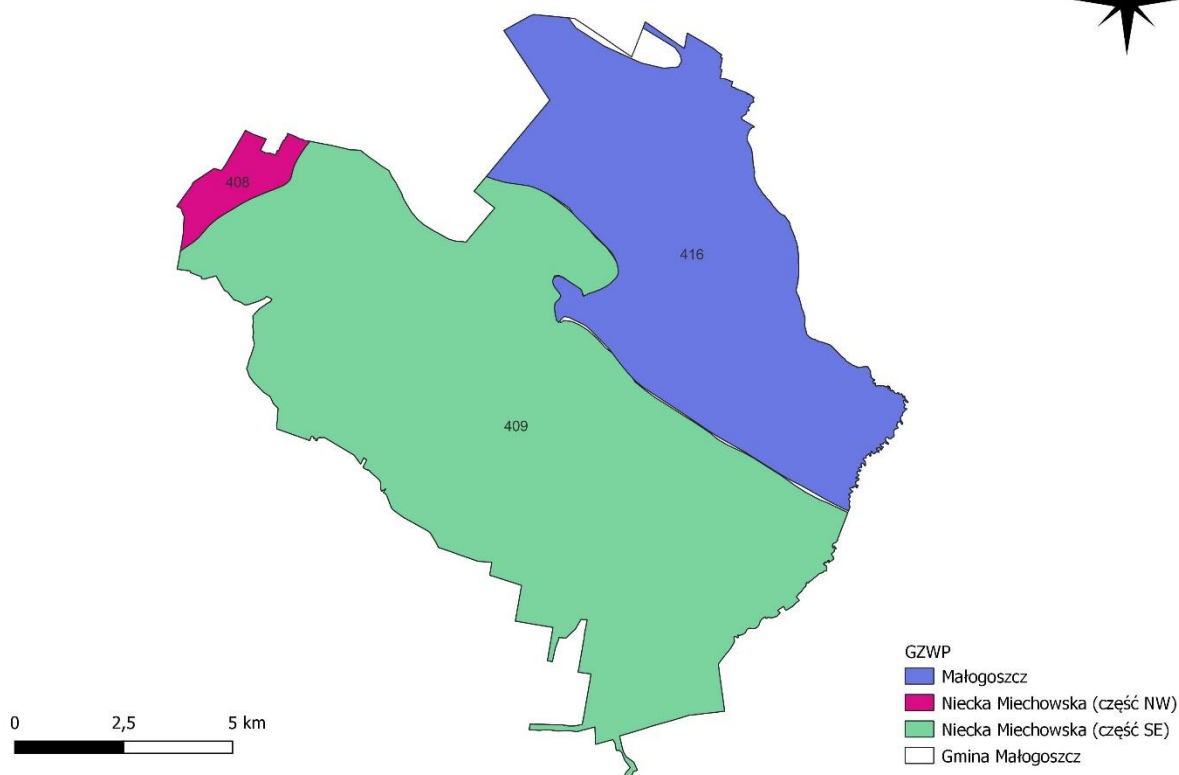 408
416
409
GZWP
Małogoszcz
Niecka Miechowska (część NW)
Niecka Miechowska (część SE)
Gmina Małogoszcz
0 2,5 5 km